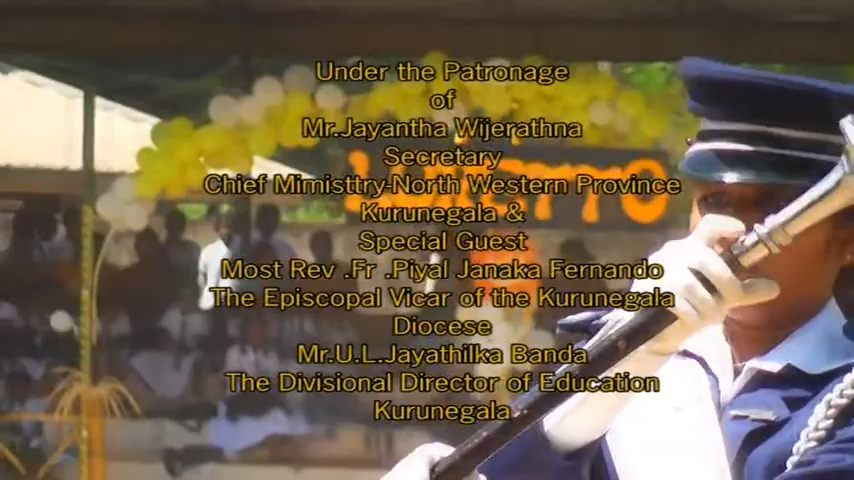 Under the Patronage
of
Mr.Jayantha Wijerathna
Secretary
Chief Mimisttry-North Western Province
Kurunegala &
Special Guest
Most Rev .Fr .Piyal Janaka Fernando
The Episcopal Vicar of the Kurunegala
Diocese
Mr.U.L.Jayathilka Banda
The Divisional Director of Education
Kurunegala